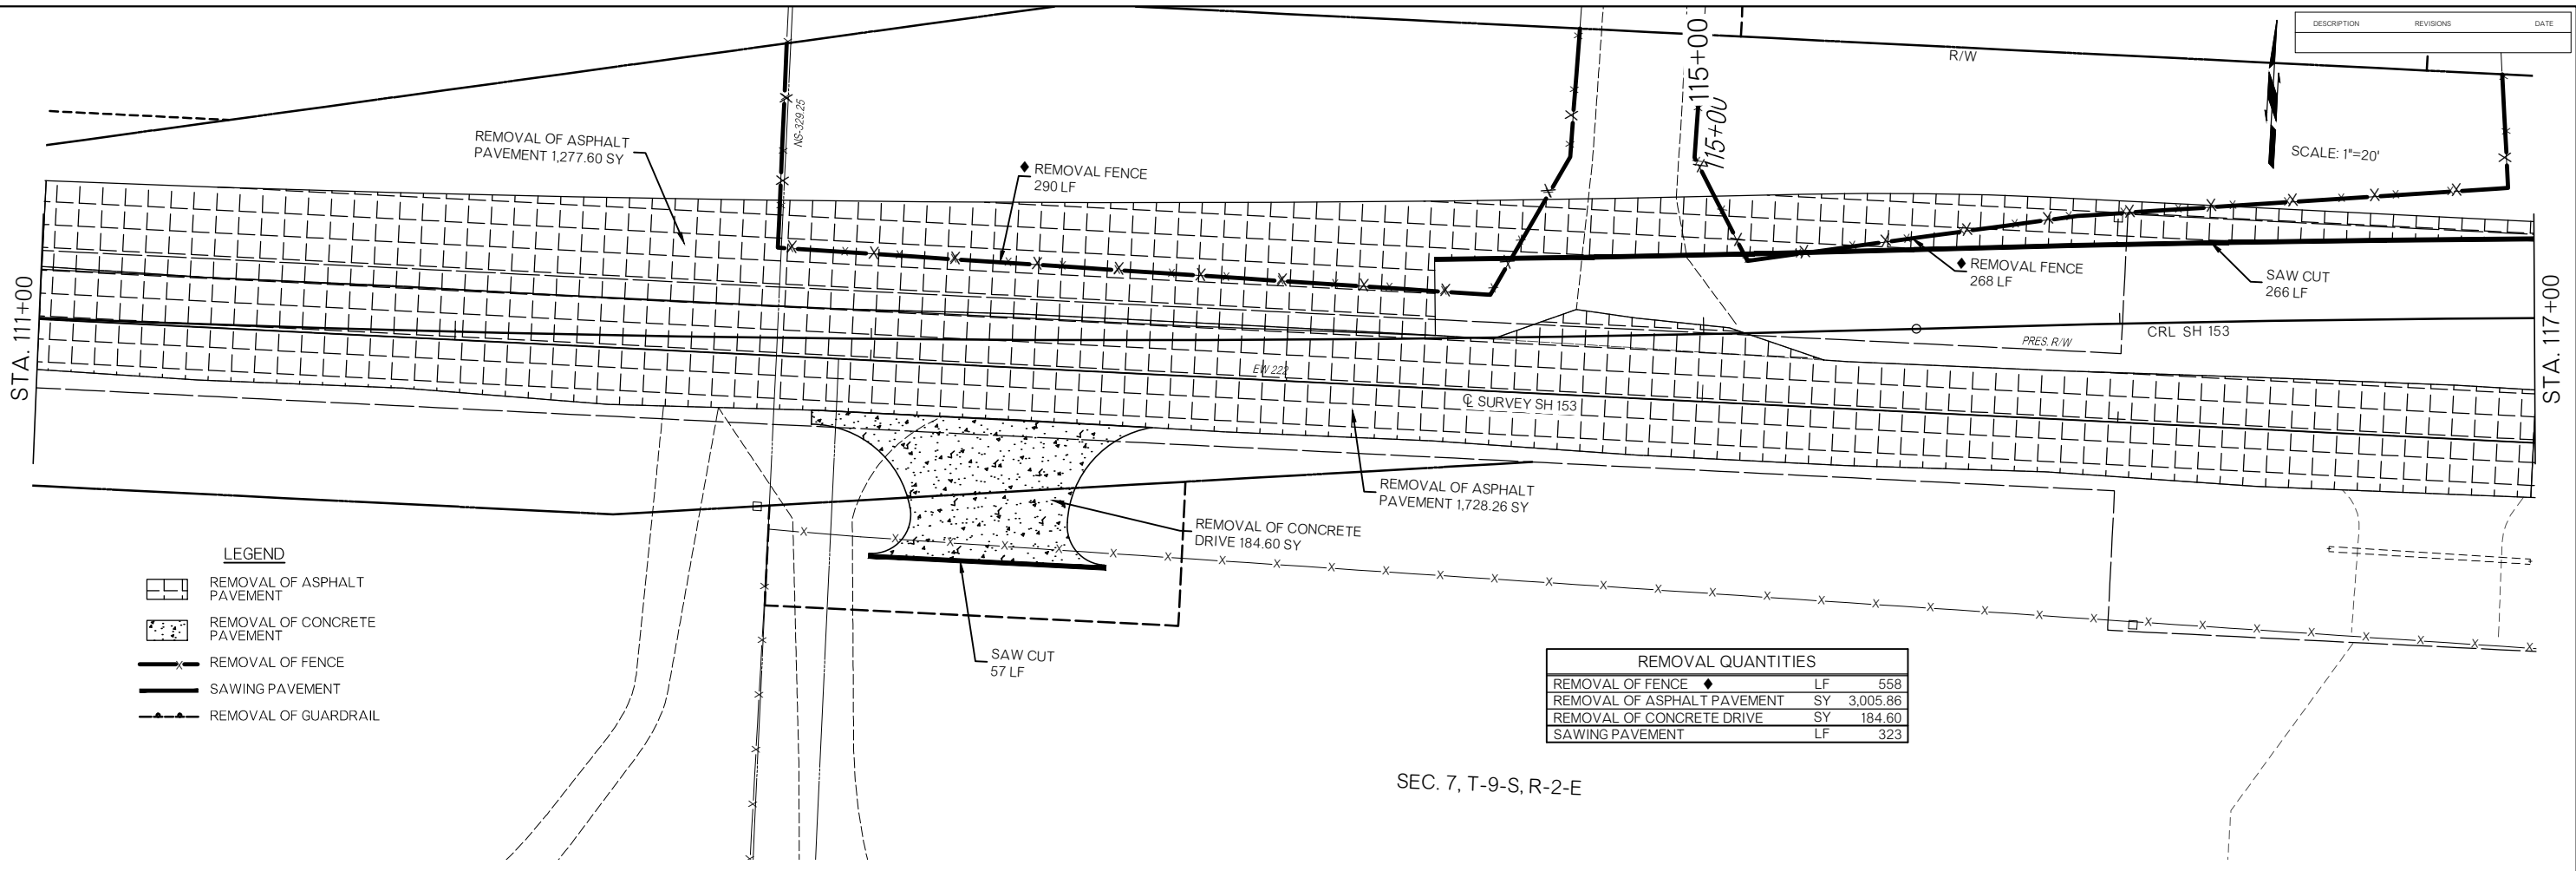 DESCRIPTION REVISIONS DATE
R/W
115+00
115+00
SCALE: 1"=20'
NS-329.25
REMOVAL OF ASPHALT
PAVEMENT 1,277.60 SY
♦ REMOVAL FENCE
290 LF
♦ REMOVAL FENCE
268 LF
SAW CUT
266 LF
STA. 111+00
STA. 117+00
CRL SH 153
PRES. R/W
EW 222
℄ SURVEY SH 153
REMOVAL OF ASPHALT
PAVEMENT 1,728.26 SY
REMOVAL OF CONCRETE
DRIVE 184.60 SY
SAW CUT
57 LF
LEGEND
REMOVAL OF ASPHALT
PAVEMENT
REMOVAL OF CONCRETE
PAVEMENT
REMOVAL OF FENCE
SAWING PAVEMENT
REMOVAL OF GUARDRAIL
REMOVAL QUANTITIES
REMOVAL OF FENCE ♦ LF 558
REMOVAL OF ASPHALT PAVEMENT SY 3,005.86
REMOVAL OF CONCRETE DRIVE SY 184.60
SAWING PAVEMENT LF 323
SEC. 7, T-9-S, R-2-E